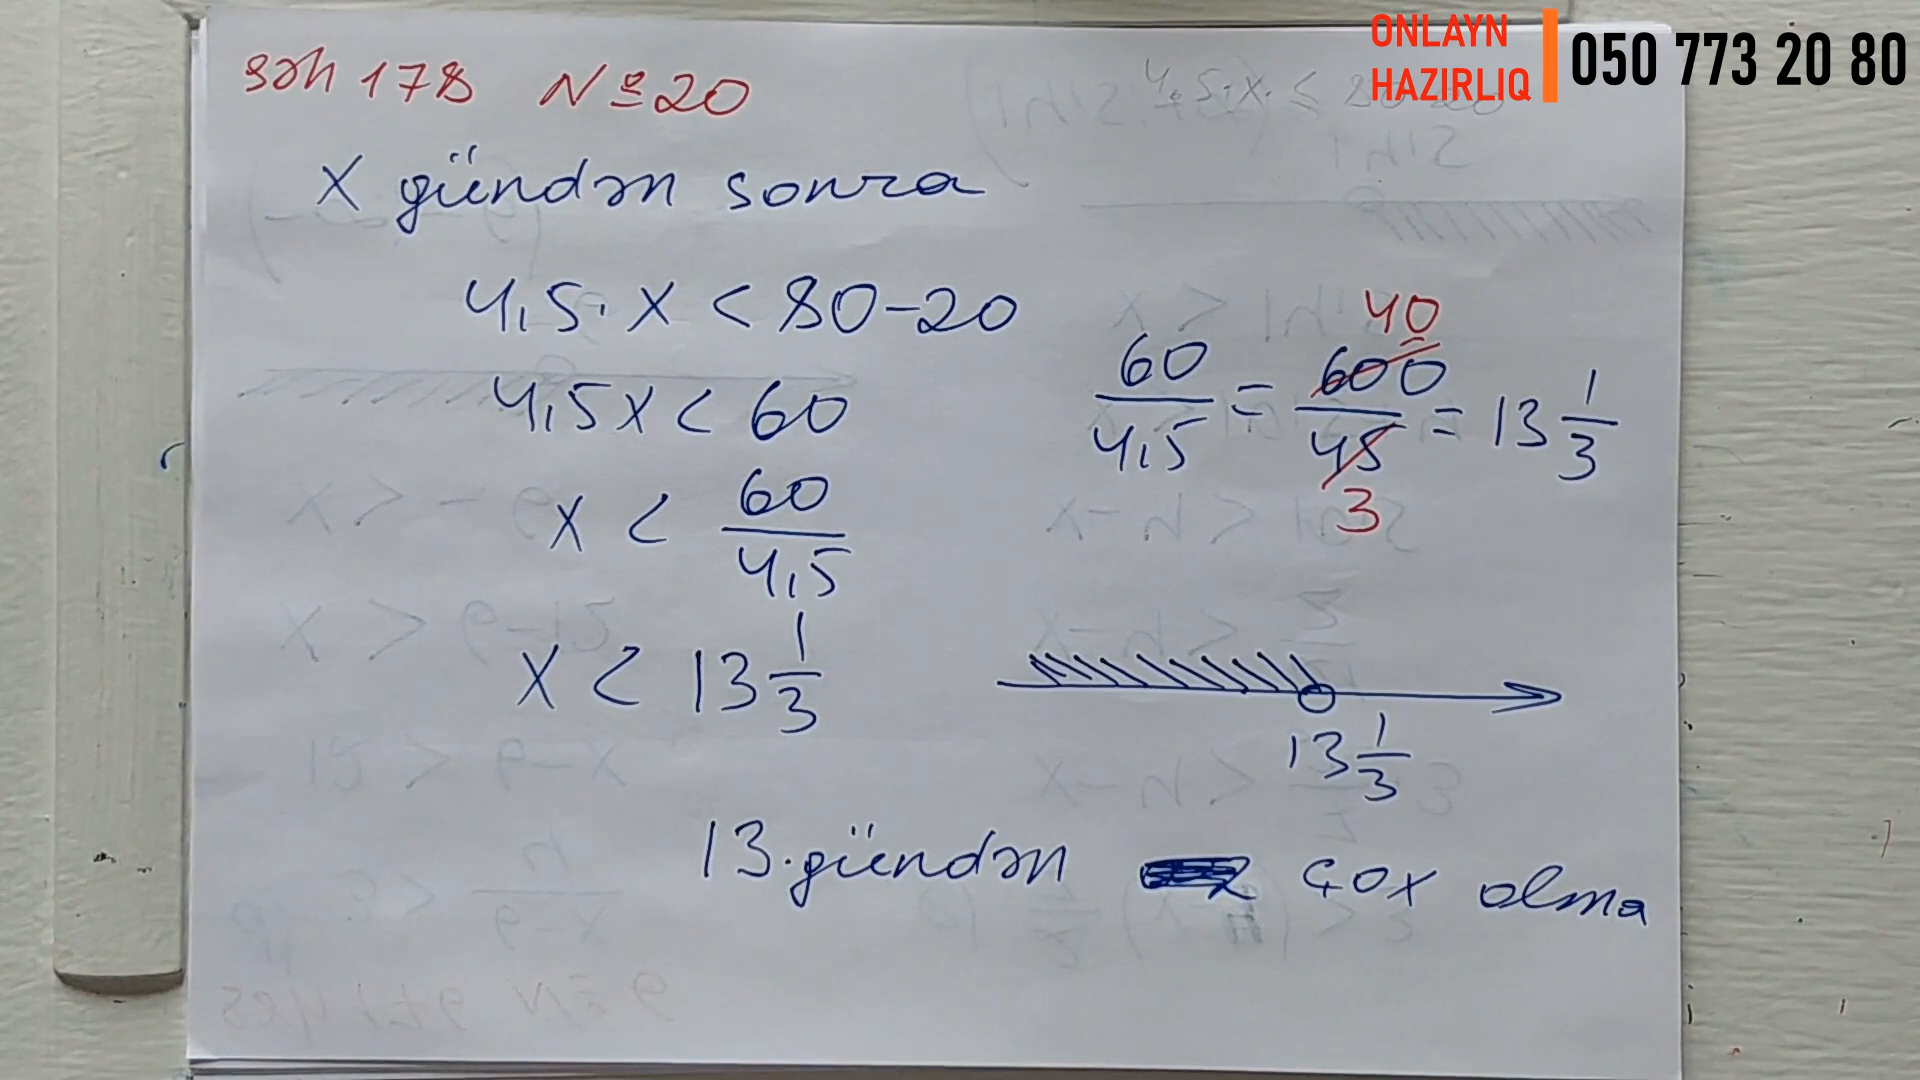 ONLAYN
HAZIRLIQ
050 773 20 80
səh 178 № 20
X gündən sonra
4,5 · X < 80-20
4,5X < 60
X < 60/4,5
X < 13 1/3
60/4,5 = 600/45 = 13 1/3
40
3
13 1/3
13 gündən çox olma